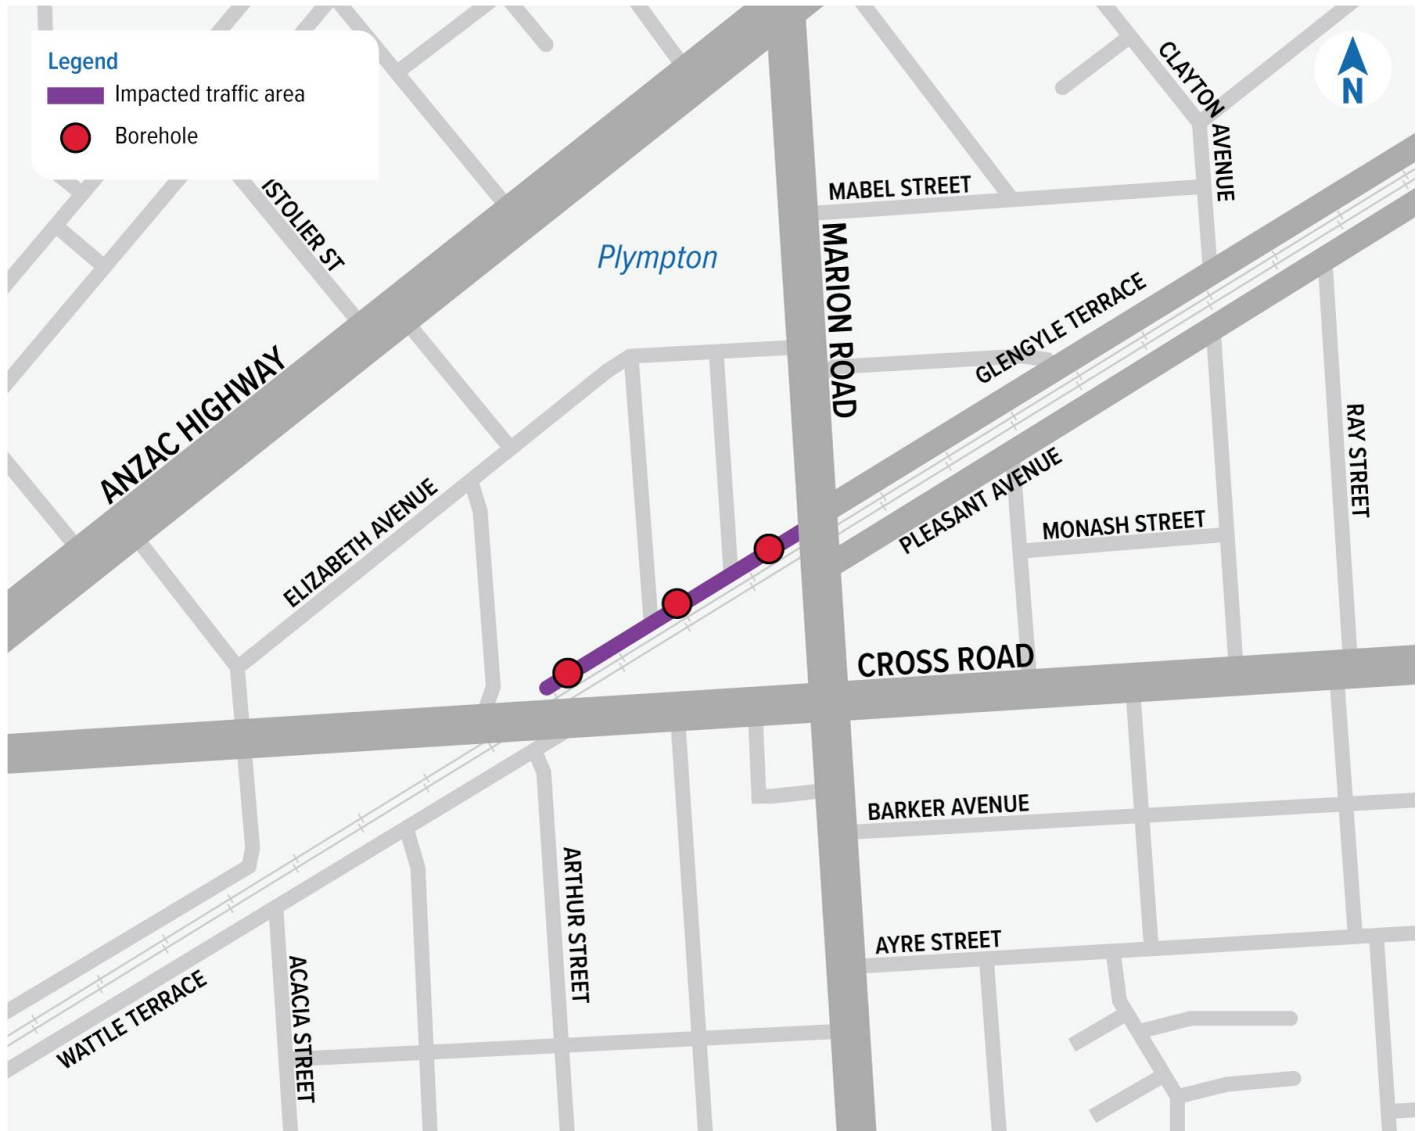 Legend
Impacted traffic area
Borehole
N
CLAYTON AVENUE
MABEL STREET
ISTOLIER ST
Plympton
MARION ROAD
GLENGYLE TERRACE
ANZAC HIGHWAY
RAY STREET
PLEASANT AVENUE
ELIZABETH AVENUE
MONASH STREET
CROSS ROAD
BARKER AVENUE
ARTHUR STREET
AYRE STREET
ACACIA STREET
WATTLE TERRACE